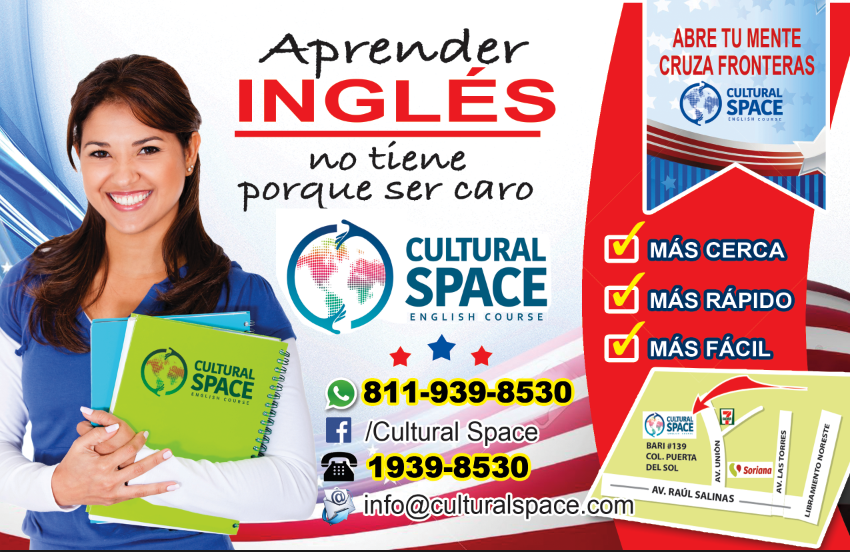 Aprender
INGLÉS
no tiene
porque ser caro
CULTURAL
SPACE
ENGLISH COURSE
CULTURAL
SPACE
ENGLISH COURSE
811-939-8530
/Cultural Space
1939-8530
info@culturalspace.com
ABRE TU MENTE
CRUZA FRONTERAS
CULTURAL
SPACE
ENGLISH COURSE
MÁS CERCA
MÁS RÁPIDO
MÁS FÁCIL
CULTURAL
SPACE
ENGLISH COURSE
BARI #139
COL. PUERTA
DEL SOL
7
AV. UNIÓN
Soriana
AV. LAS TORRES
LIBRAMIENTO NORESTE
AV. RAÚL SALINAS